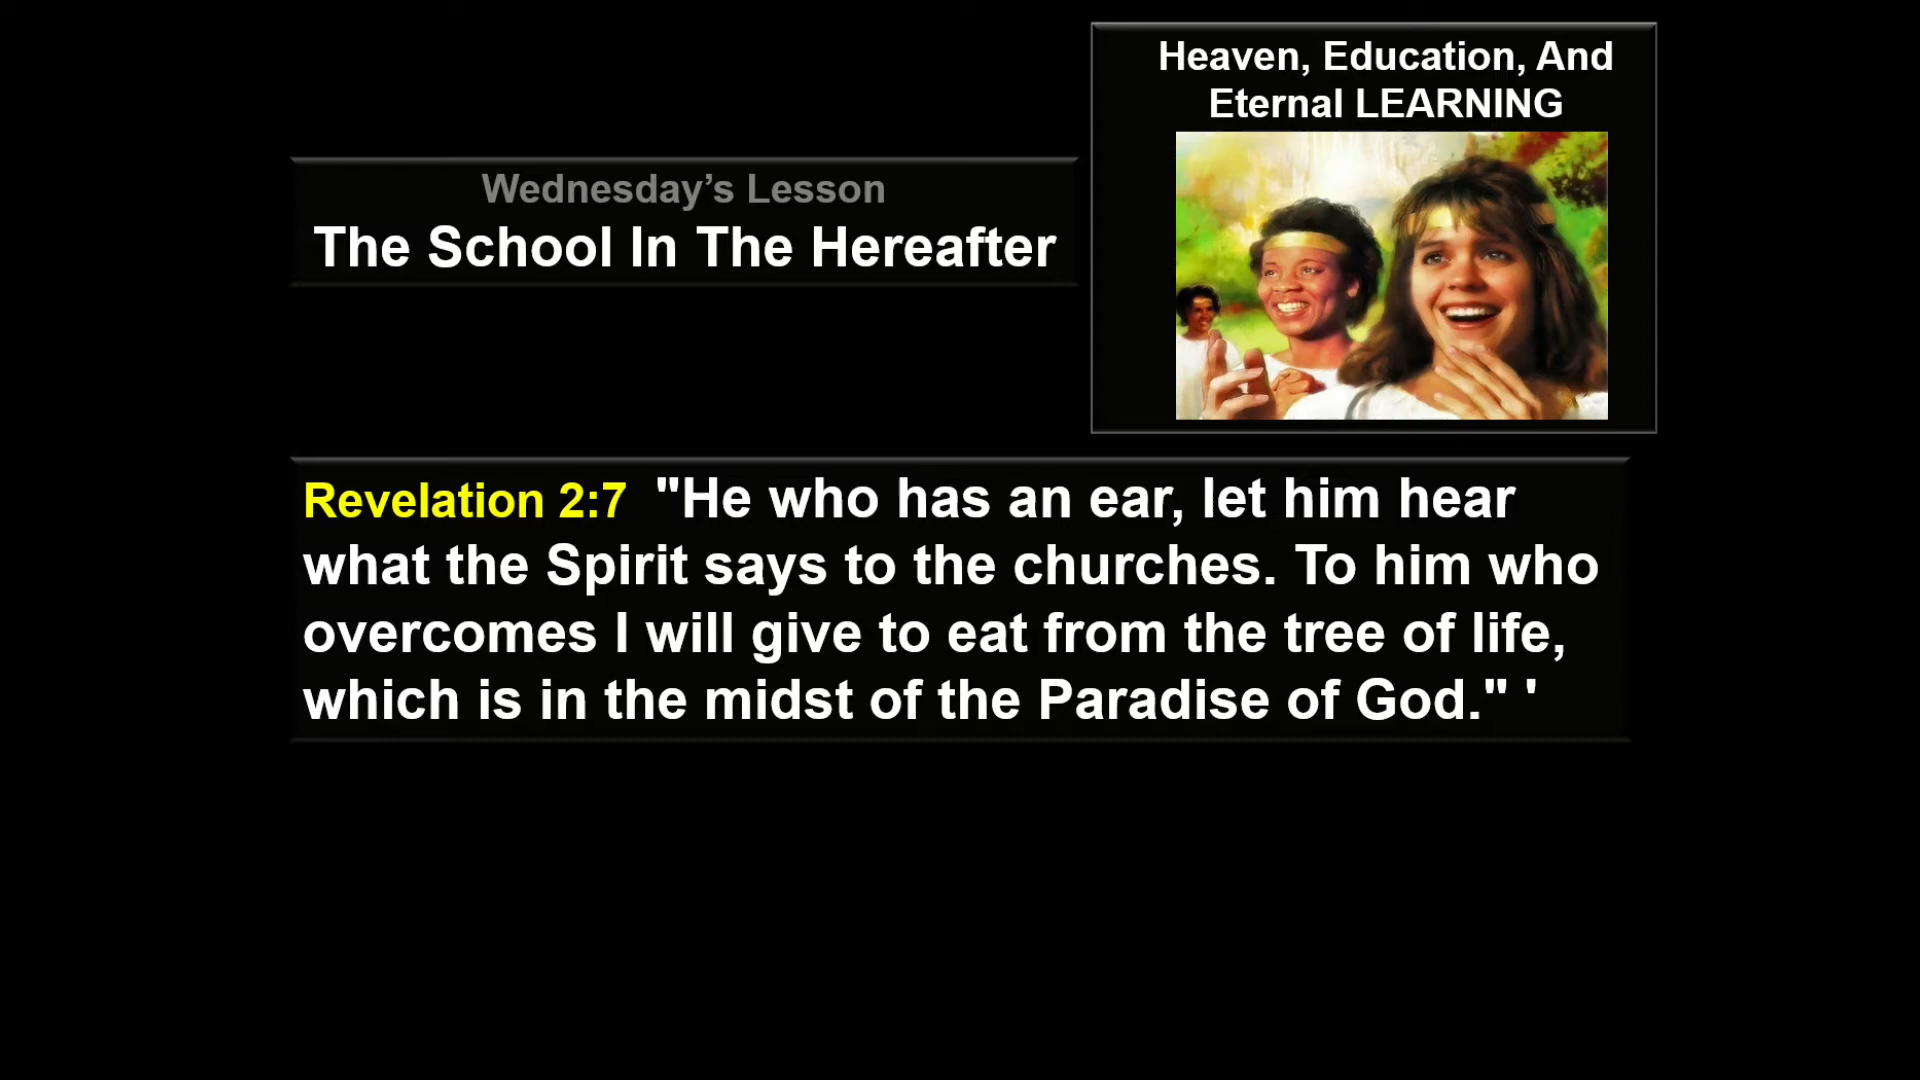 Heaven, Education, And
Eternal LEARNING
Wednesday’s Lesson
The School In The Hereafter
Revelation 2:7 "He who has an ear, let him hear
what the Spirit says to the churches. To him who
overcomes I will give to eat from the tree of life,
which is in the midst of the Paradise of God." '